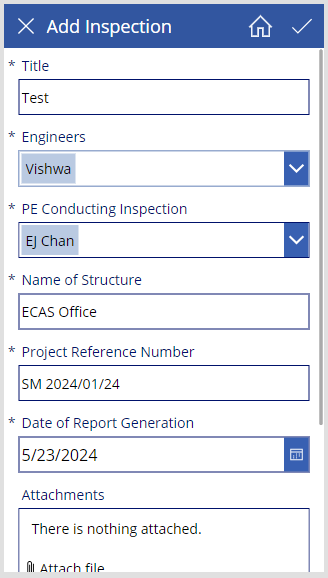 Add Inspection
* Title
Test
* Engineers
Vishwa
* PE Conducting Inspection
EJ Chan
* Name of Structure
ECAS Office
* Project Reference Number
SM 2024/01/24
* Date of Report Generation
5/23/2024
Attachments
There is nothing attached.
Attach file